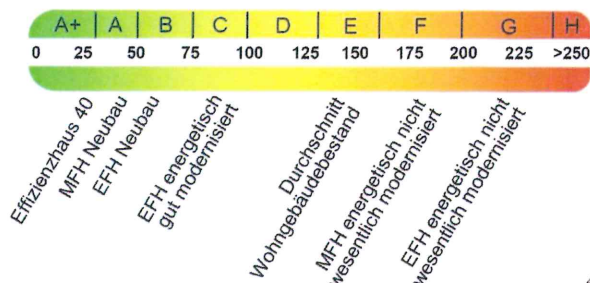 A+ A B C D E F G H
0 25 50 75 100 125 150 175 200 225 >250
Effizienzhaus 40
MFH Neubau
EFH Neubau
EFH energetisch
gut modernisiert
Durchschnitt
Wohngebäudebestand
MFH energetisch nicht
wesentlich modernisiert
EFH energetisch nicht
wesentlich modernisiert